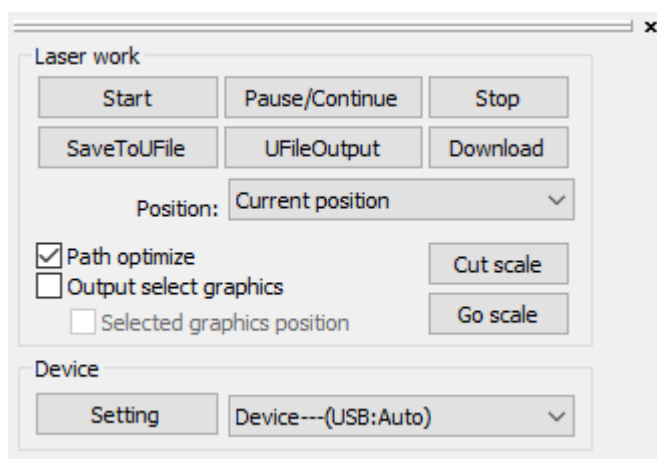 Laser work
Start Pause/Continue Stop
SaveToUFile UFileOutput Download
Position: Current position
Path optimize Cut scale
Output select graphics
Selected graphics position Go scale
Device
Setting Device---(USB:Auto)